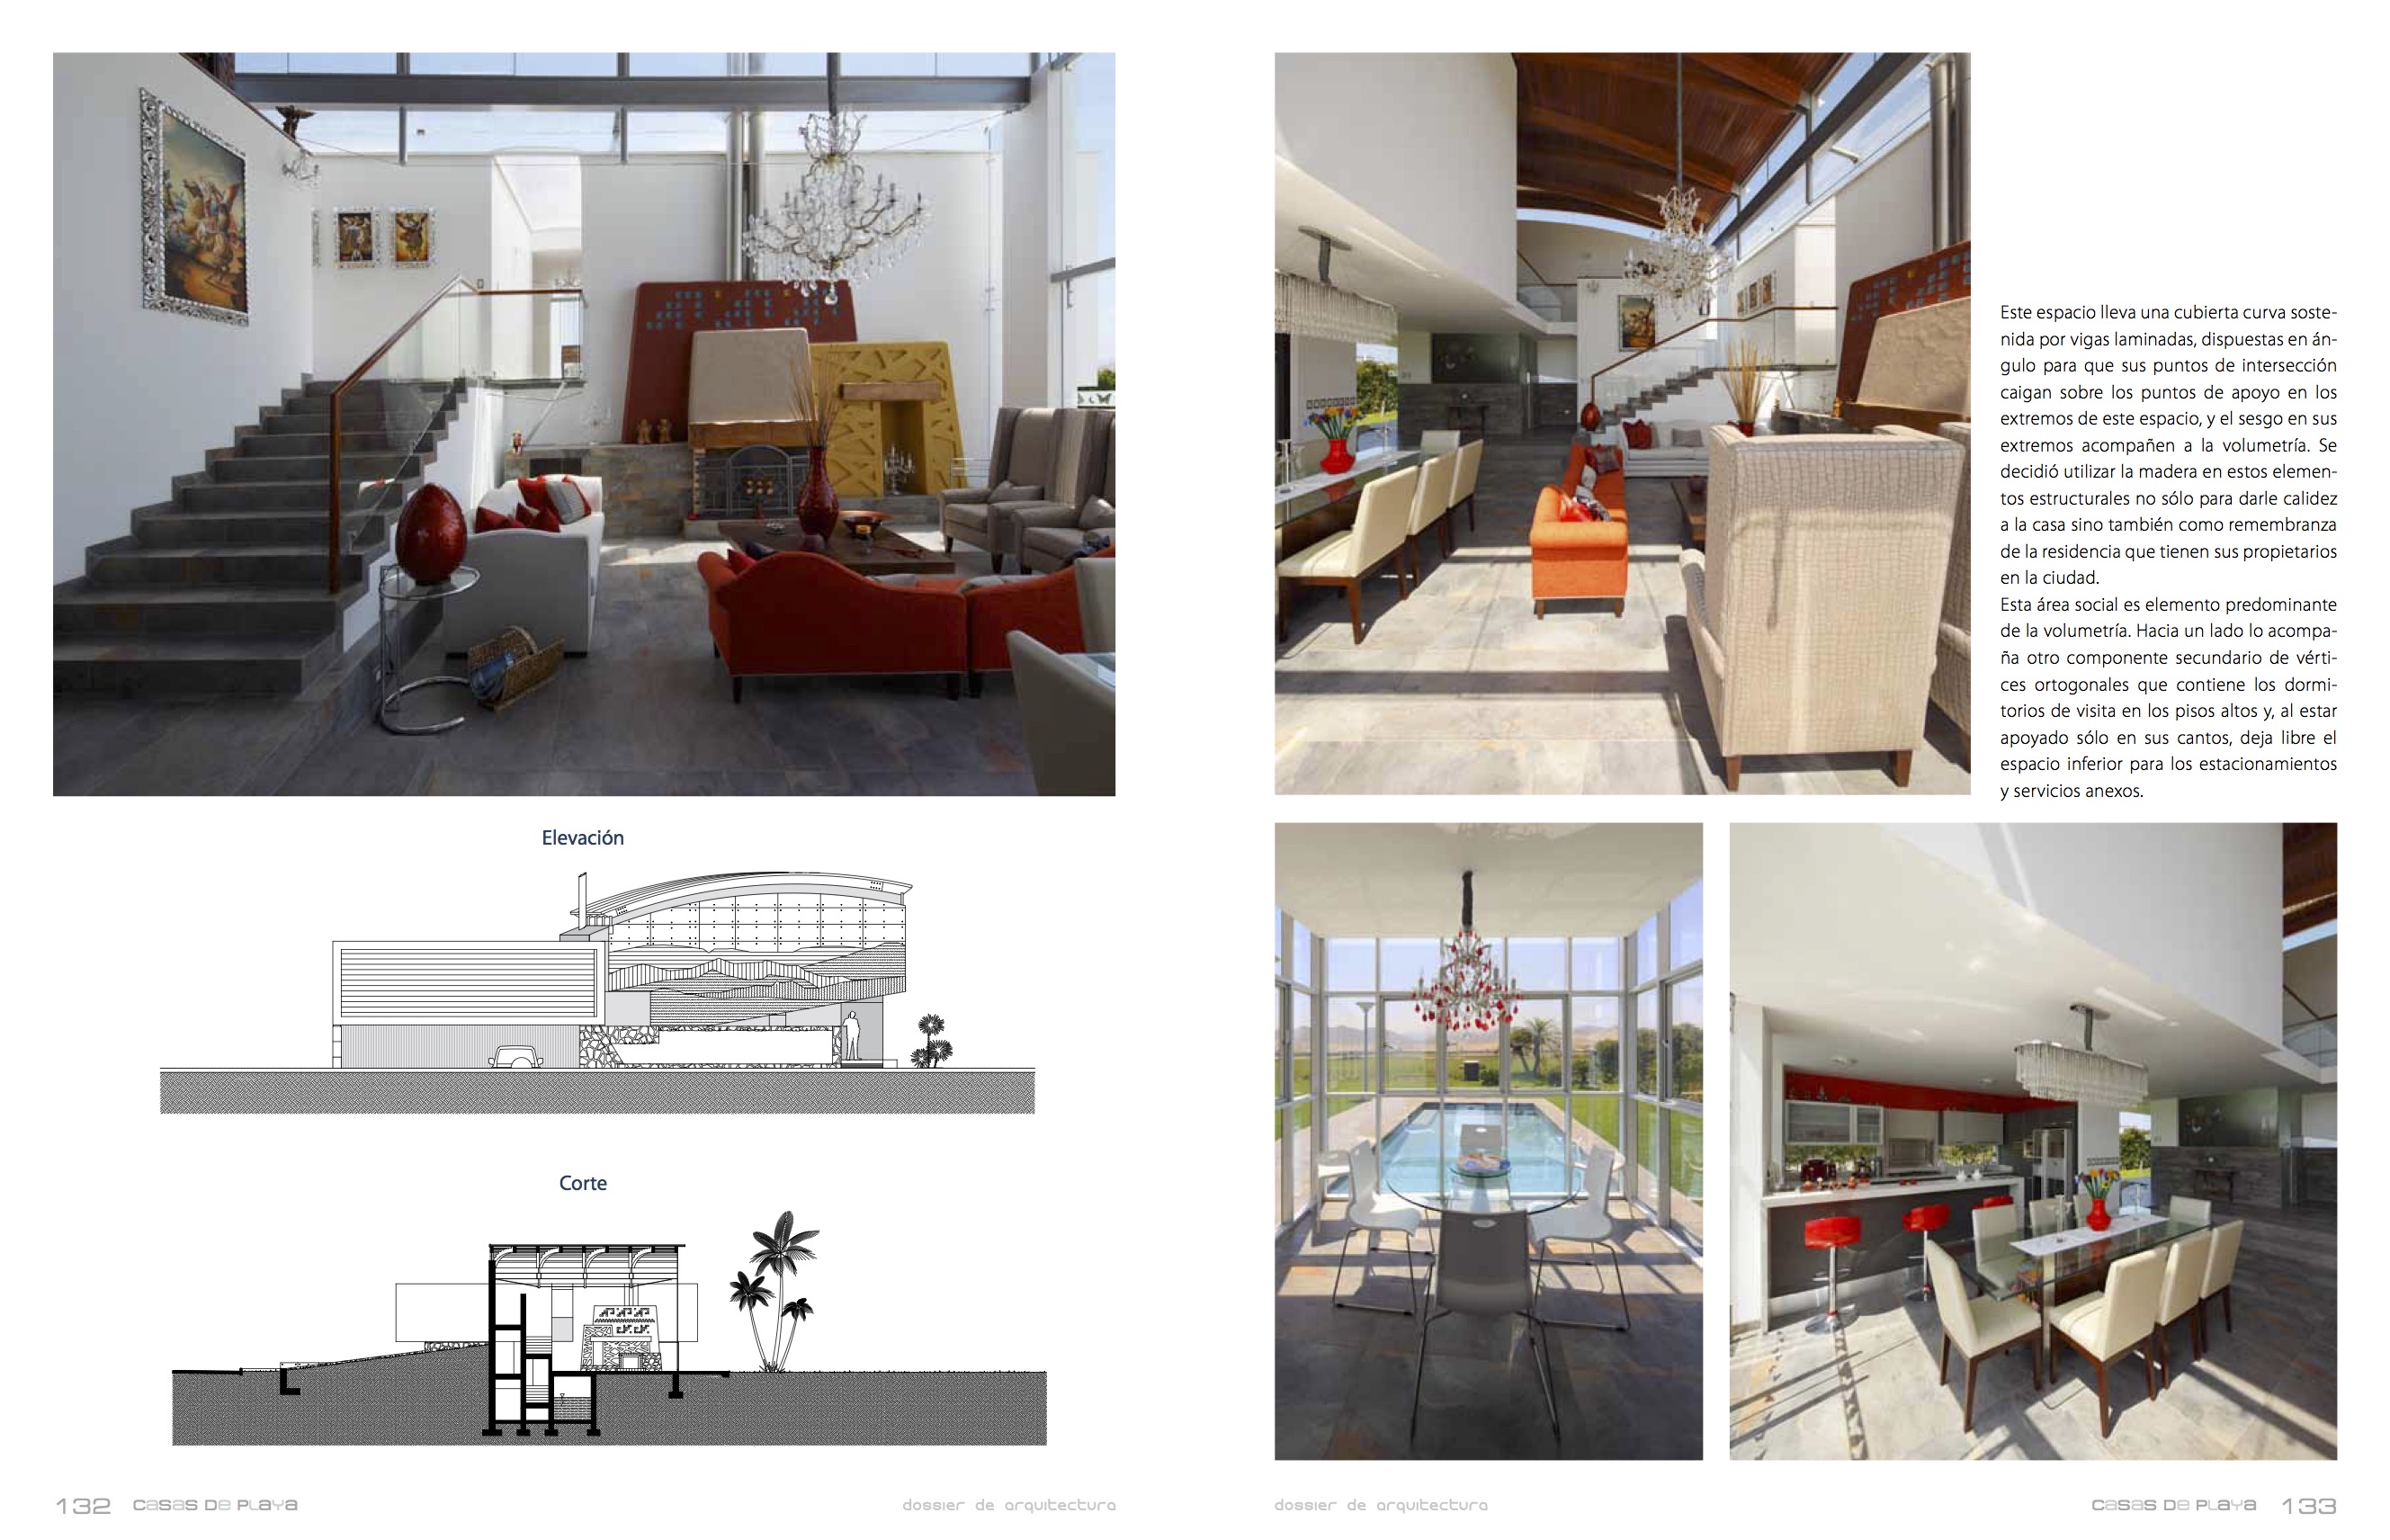 Elevación
Corte
132 casas de playa
dossier de arquitectura
Este espacio lleva una cubierta curva soste-
nida por vigas laminadas, dispuestas en án-
gulo para que sus puntos de intersección
caigan sobre los puntos de apoyo en los
extremos de este espacio, y el sesgo en sus
extremos acompañen a la volumetría. Se
decidió utilizar la madera en estos elemen-
tos estructurales no sólo para darle calidez
a la casa sino también como remembranza
de la residencia que tienen sus propietarios
en la ciudad.
Esta área social es elemento predominante
de la volumetría. Hacia un lado lo acompa-
ña otro componente secundario de vérti-
ces ortogonales que contiene los dormi-
torios de visita en los pisos altos y, al estar
apoyado sólo en sus cantos, deja libre el
espacio inferior para los estacionamientos
y servicios anexos.
dossier de arquitectura
casas de playa 133